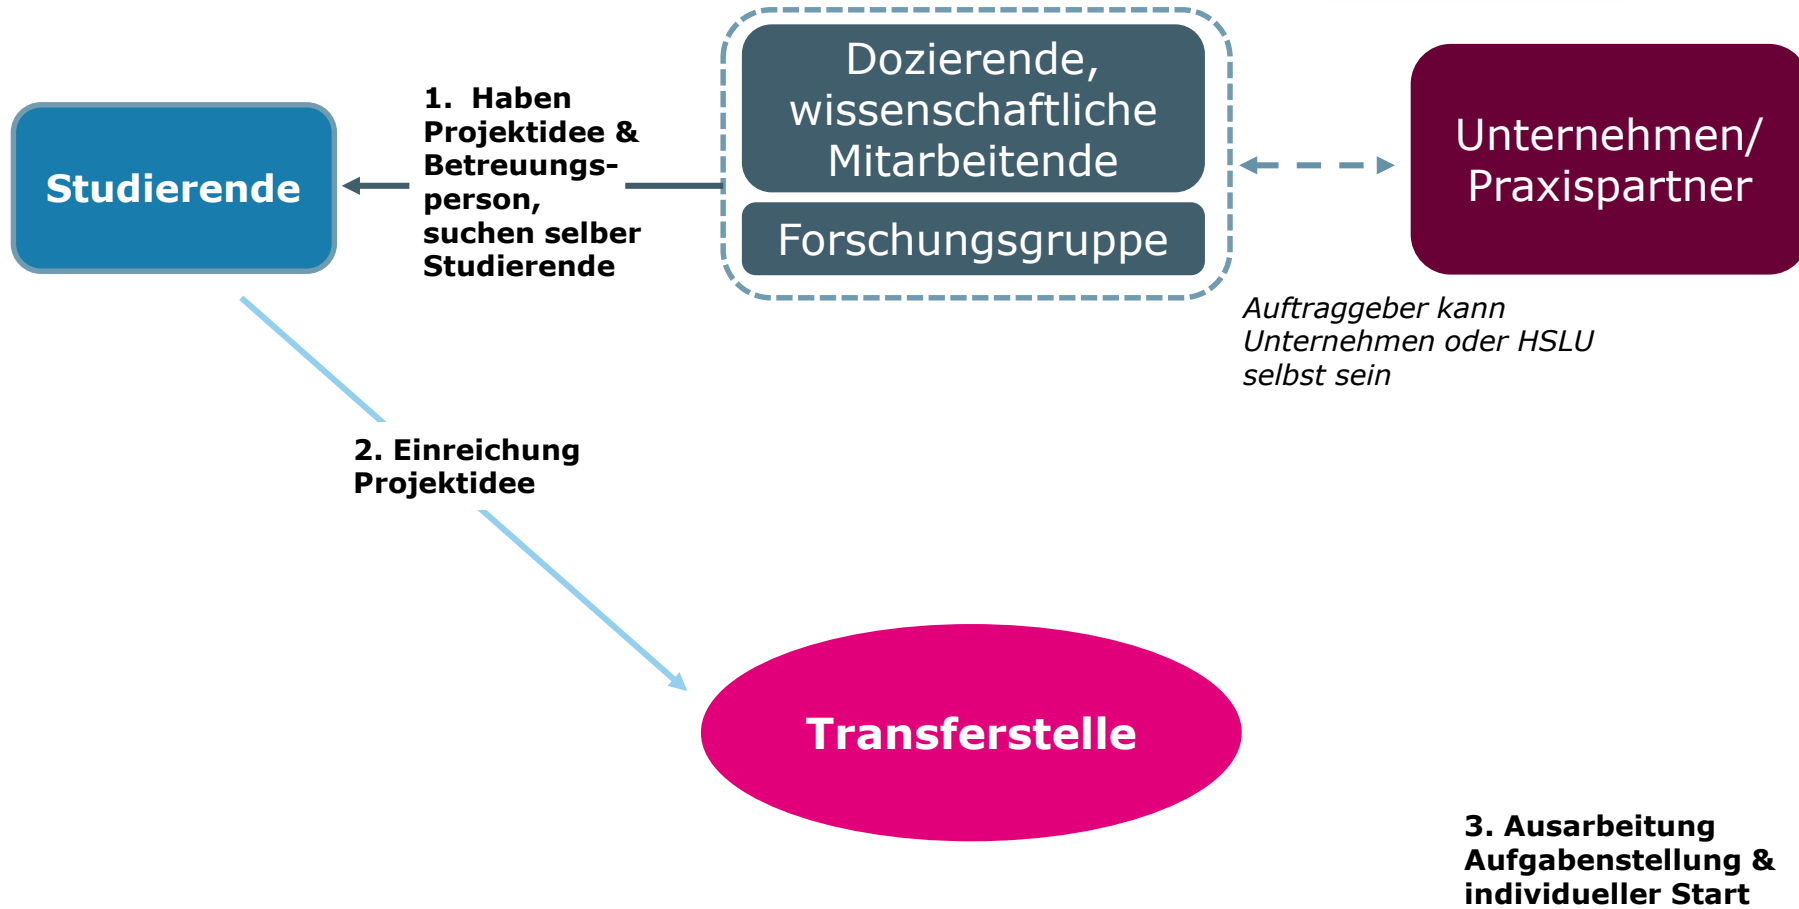 Dozierende,
wissenschaftliche
Mitarbeitende
Forschungsgruppe
Unternehmen/
Praxispartner
Studierende
1. Haben
Projektidee &
Betreuungs-
person,
suchen selber
Studierende
Auftraggeber kann
Unternehmen oder HSLU
selbst sein
2. Einreichung
Projektidee
Transferstelle
3. Ausarbeitung
Aufgabenstellung &
individueller Start